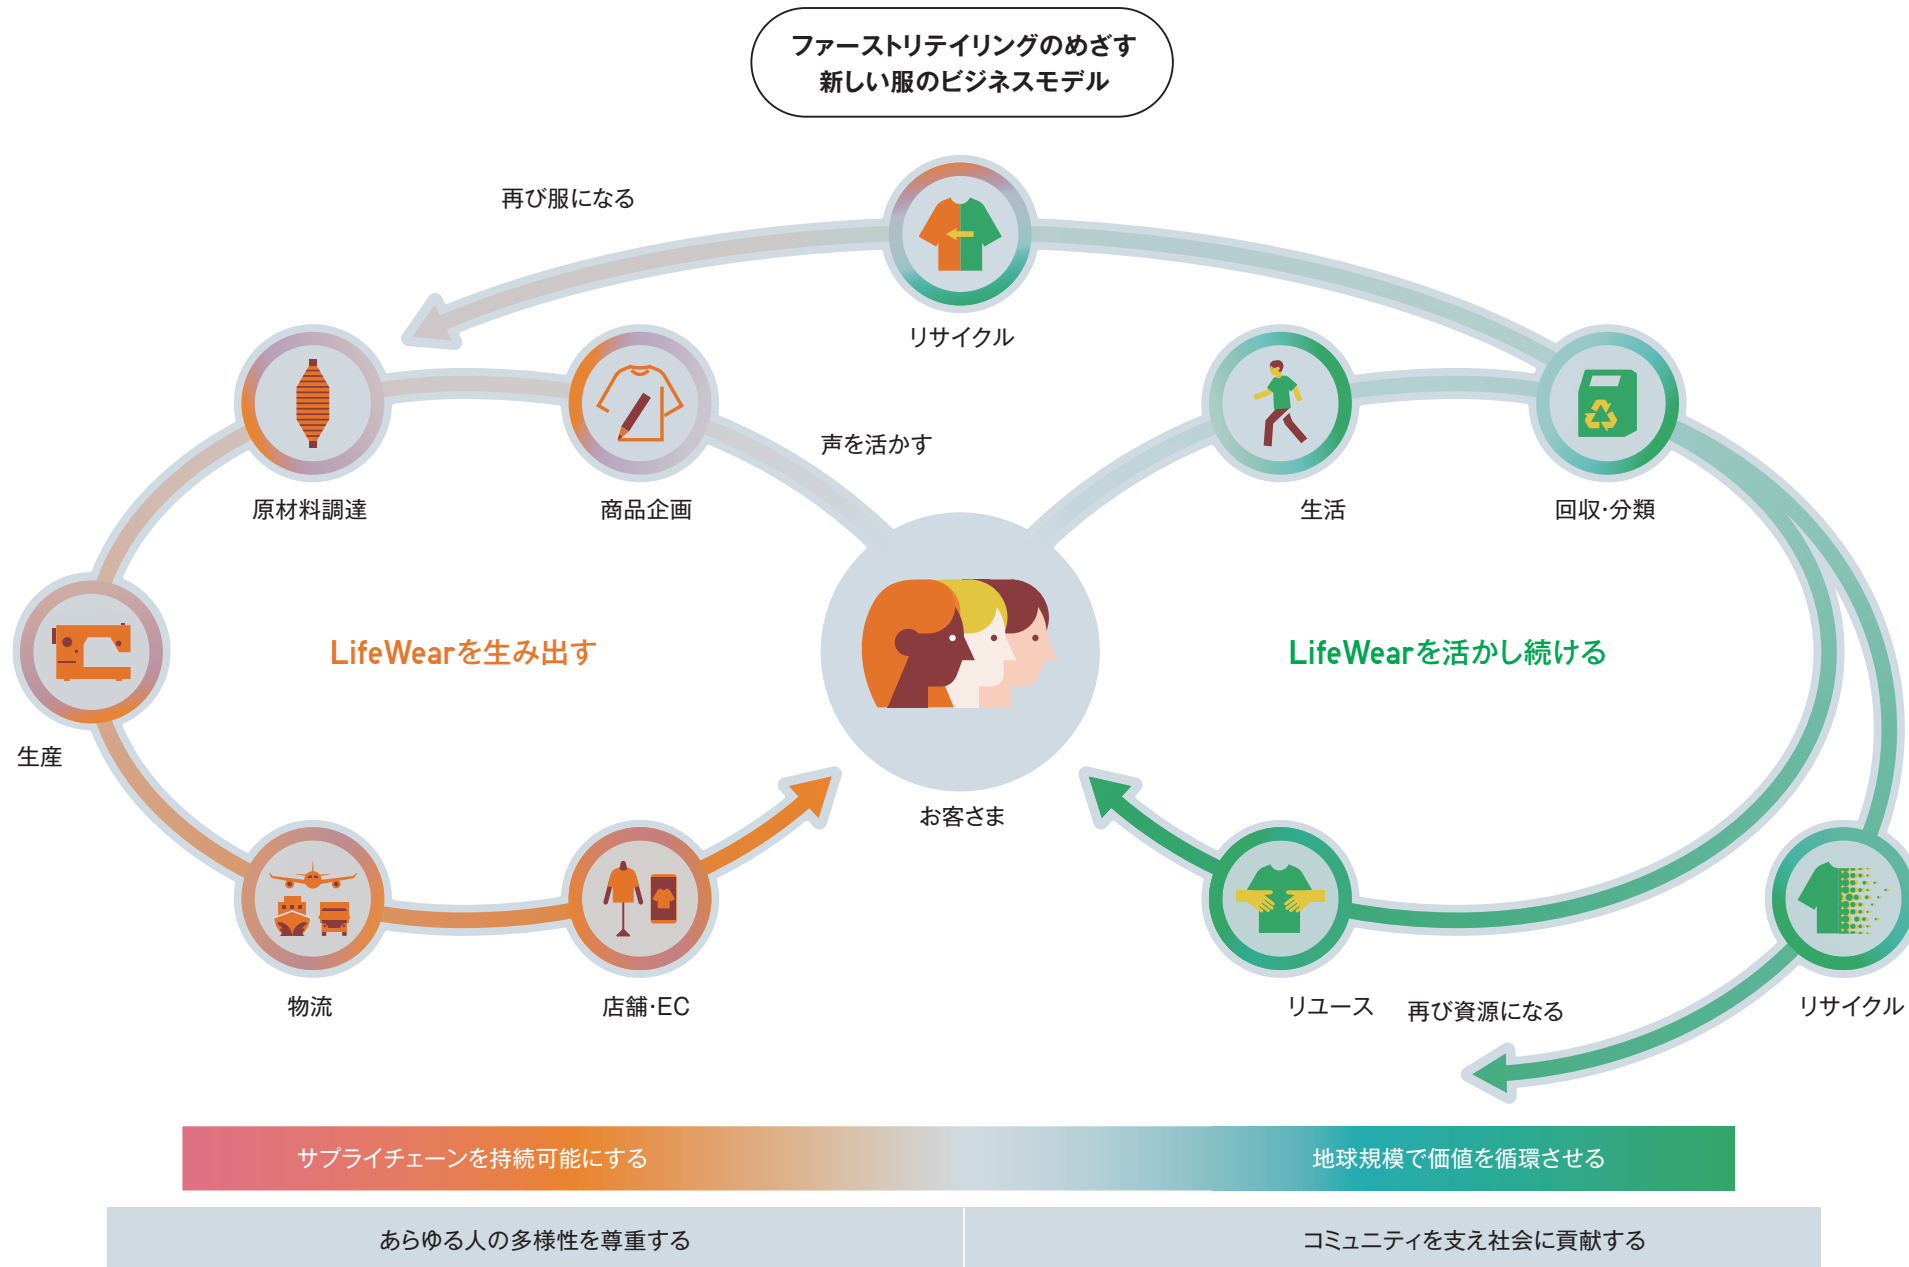 ファーストリテイリングのめざす
新しい服のビジネスモデル
再び服になる
リサイクル
声を活かす
原材料調達
商品企画
生活
回収・分類
LifeWearを生み出す
LifeWearを活かし続ける
生産
お客さま
物流
店舗・EC
リユース
再び資源になる
リサイクル
サプライチェーンを持続可能にする
地球規模で価値を循環させる
あらゆる人の多様性を尊重する
コミュニティを支え社会に貢献する